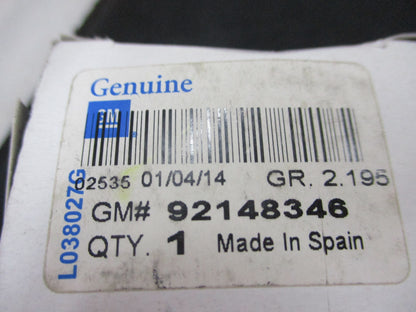 Genuine
GM
®
02535 01/04/14 GR. 2.195
GM# 92148346
QTY. 1 Made In Spain
L038027G